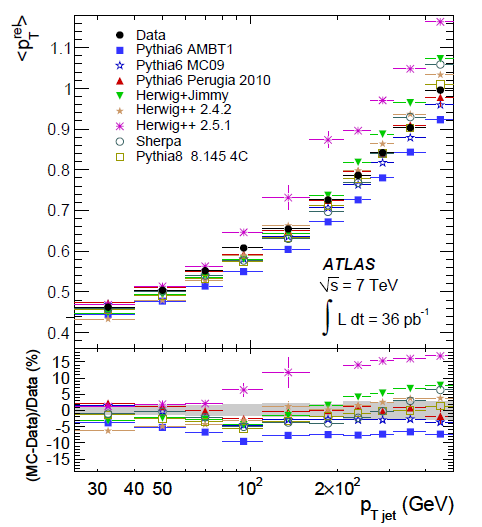 <p_T^rel>
1.1
1
0.9
0.8
0.7
0.6
0.5
0.4
Data
Pythia6 AMBT1
Pythia6 MC09
Pythia6 Perugia 2010
Herwig+Jimmy
Herwig++ 2.4.2
Herwig++ 2.5.1
Sherpa
Pythia8 8.145 4C
ATLAS
√s = 7 TeV
∫ L dt = 36 pb⁻¹
(MC-Data)/Data (%)
15
10
5
0
-5
-10
-15
30 40 50 10² 2×10²
p_T jet (GeV)